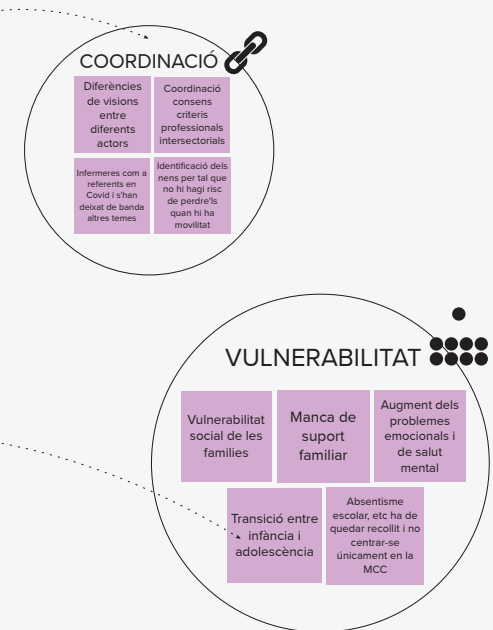 COORDINACIÓ
Diferències
de visions
entre
diferents
actors
Coordinació
consens
criteris
professionals
intersectorials
Infermeres com a
referents en
Covid i s'han
deixat de banda
altres temes
Identificació dels
nens per tal que
no hi hagi risc
de perdre'ls
quan hi ha
movilitat
VULNERABILITAT
Vulnerabilitat
social de les
families
Manca de
suport
familiar
Augment dels
problemes
emocionals i
de salut
mental
Transició entre
infància i
adolescència
Absentisme
escolar, etc ha de
quedar recollit i no
centrar-se
únicament en la
MCC